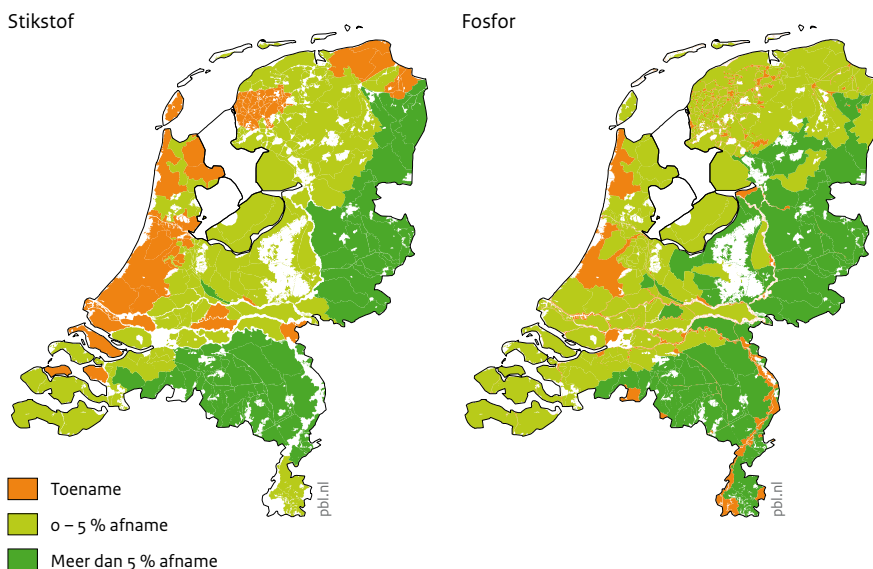 Stikstof
Fosfor
Toename
0 – 5 % afname
Meer dan 5 % afname
pbl.nl
pbl.nl